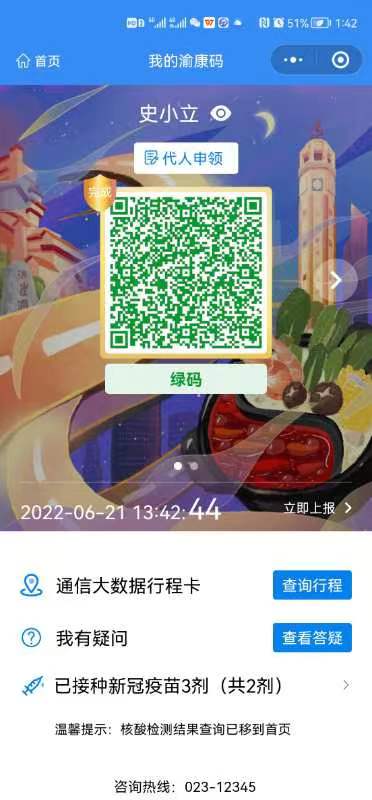 51% 1:42
首页 我的渝康码
史小立
代人申领
完成
绿码
2022-06-21 13:42:44 立即上报
通信大数据行程卡 查询行程
我有疑问 查看答疑
已接种新冠疫苗3剂（共2剂）
温馨提示：核酸检测结果查询已移到首页
咨询热线：023-12345